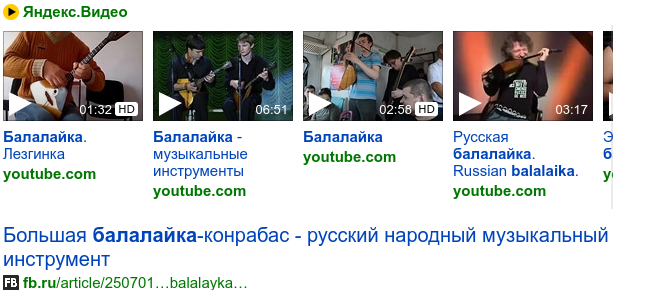 Яндекс.Видео
01:32 HD
06:51
02:58 HD
03:17
Балалайка.
Лезгинка
youtube.com
Балалайка -
музыкальные
инструменты
youtube.com
Балалайка
youtube.com
Русская
балалайка.
Russian balalaika.
youtube.com
Большая балалайка-конрабас - русский народный музыкальный
инструмент
FB fb.ru/article/250701…balalayka…